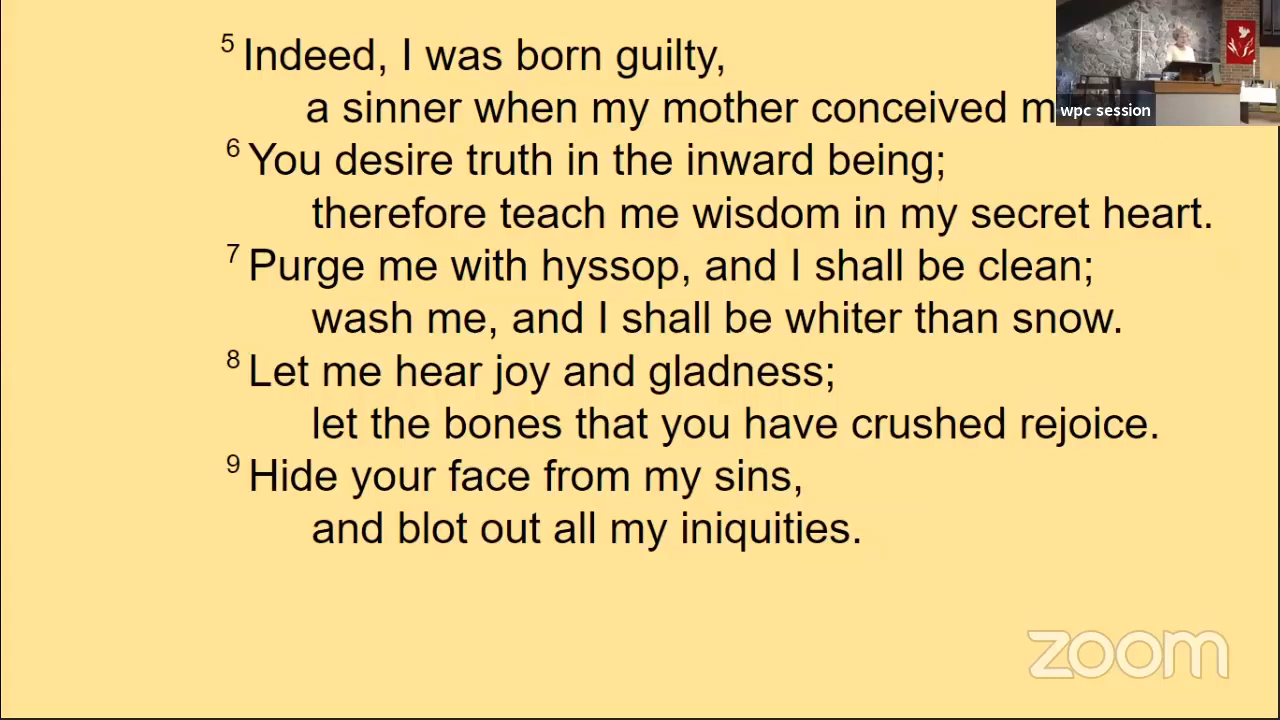 5 Indeed, I was born guilty,
a sinner when my mother conceived m
6 You desire truth in the inward being;
therefore teach me wisdom in my secret heart.
7 Purge me with hyssop, and I shall be clean;
wash me, and I shall be whiter than snow.
8 Let me hear joy and gladness;
let the bones that you have crushed rejoice.
9 Hide your face from my sins,
and blot out all my iniquities.
wpc session
zoom